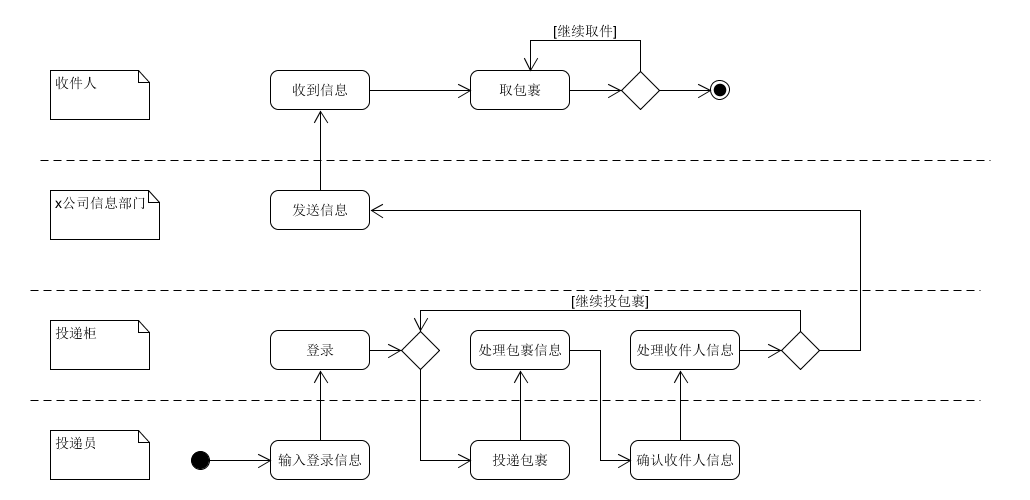 [继续取件]
收件人
收到信息
取包裹
x公司信息部门
发送信息
[继续投包裹]
投递柜
登录
处理包裹信息
处理收件人信息
投递员
输入登录信息
投递包裹
确认收件人信息